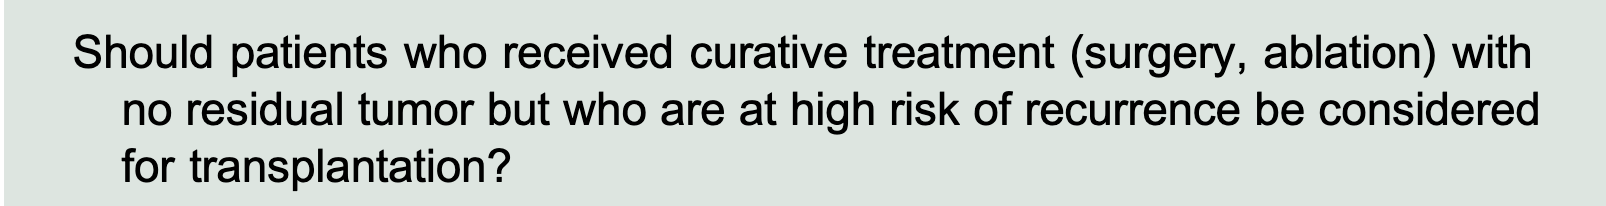 Should patients who received curative treatment (surgery, ablation) with
no residual tumor but who are at high risk of recurrence be considered
for transplantation?